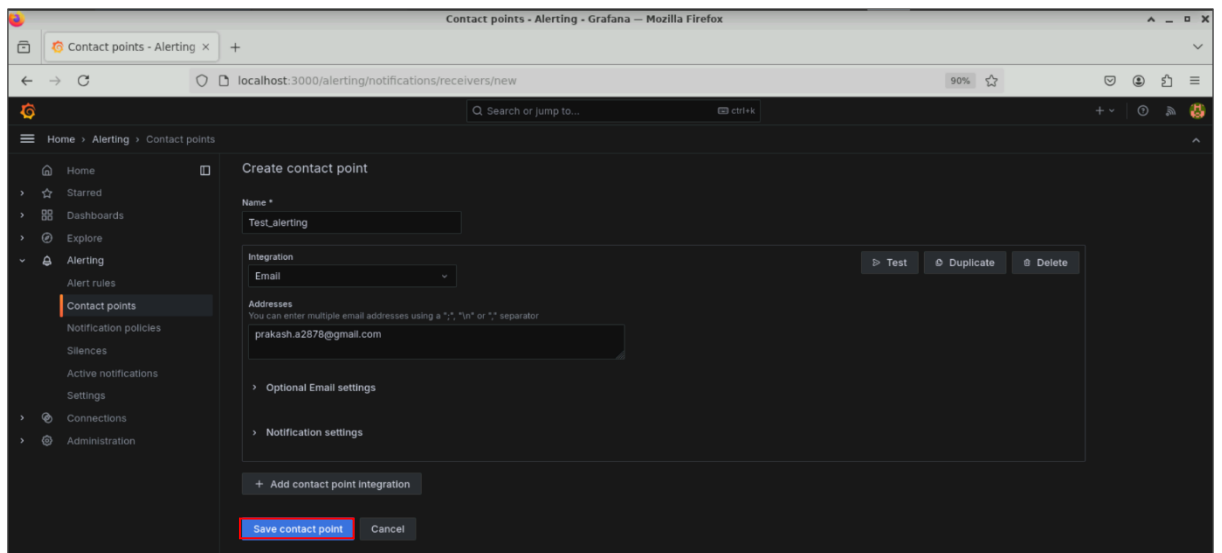 Contact points - Alerting - Grafana — Mozilla Firefox
Contact points - Alerting
localhost:3000/alerting/notifications/receivers/new
90%
Search or jump to...
ctrl+k
Home › Alerting › Contact points
Home
Starred
Dashboards
Explore
Alerting
Alert rules
Contact points
Notification policies
Silences
Active notifications
Settings
Connections
Administration
Create contact point
Name *
Test_alerting
Integration
Email
Test
Duplicate
Delete
Addresses
You can enter multiple email addresses using a ";", "\n" or "," separator
prakash.a2878@gmail.com
Optional Email settings
Notification settings
+ Add contact point integration
Save contact point
Cancel